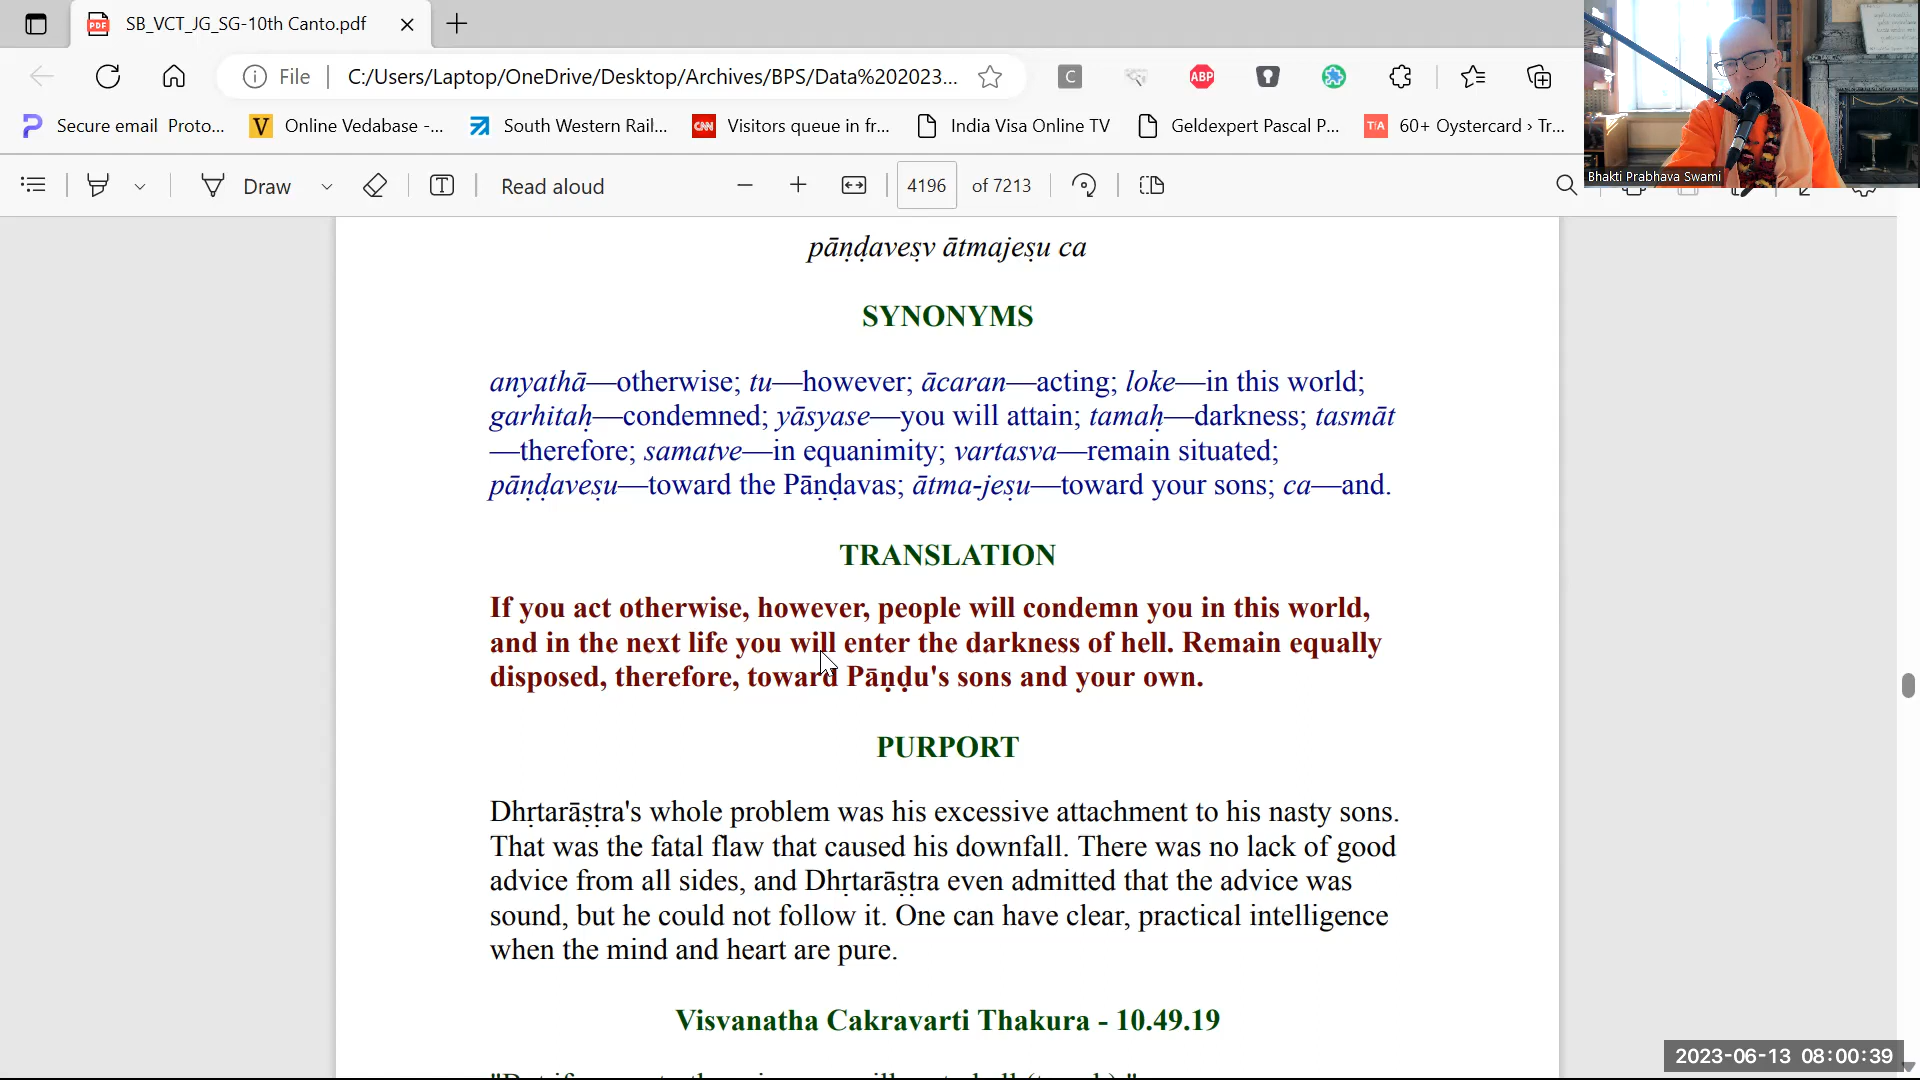 SB_VCT_JG_SG-10th Canto.pdf
File
C:/Users/Laptop/OneDrive/Desktop/Archives/BPS/Data%202023...
ABP
Secure email Proto...
Online Vedabase -...
South Western Rail...
CNN
Visitors queue in fr...
India Visa Online TV
Geldexpert Pascal P...
60+ Oystercard › Tr...
Bhakti Prabhava Swami
Draw
Read aloud
4196 of 7213
pāṇḍaveṣv ātmajeṣu ca
SYNONYMS
anyathā—otherwise; tu—however; ācaran—acting; loke—in this world;
garhitaḥ—condemned; yāsyase—you will attain; tamaḥ—darkness; tasmāt
—therefore; samatve—in equanimity; vartasva—remain situated;
pāṇḍaveṣu—toward the Pāṇḍavas; ātma-jeṣu—toward your sons; ca—and.
TRANSLATION
If you act otherwise, however, people will condemn you in this world,
and in the next life you will enter the darkness of hell. Remain equally
disposed, therefore, toward Pāṇḍu's sons and your own.
PURPORT
Dhṛtarāṣṭra's whole problem was his excessive attachment to his nasty sons.
That was the fatal flaw that caused his downfall. There was no lack of good
advice from all sides, and Dhṛtarāṣṭra even admitted that the advice was
sound, but he could not follow it. One can have clear, practical intelligence
when the mind and heart are pure.
Visvanatha Cakravarti Thakura - 10.49.19
2023-06-13 08:00:39